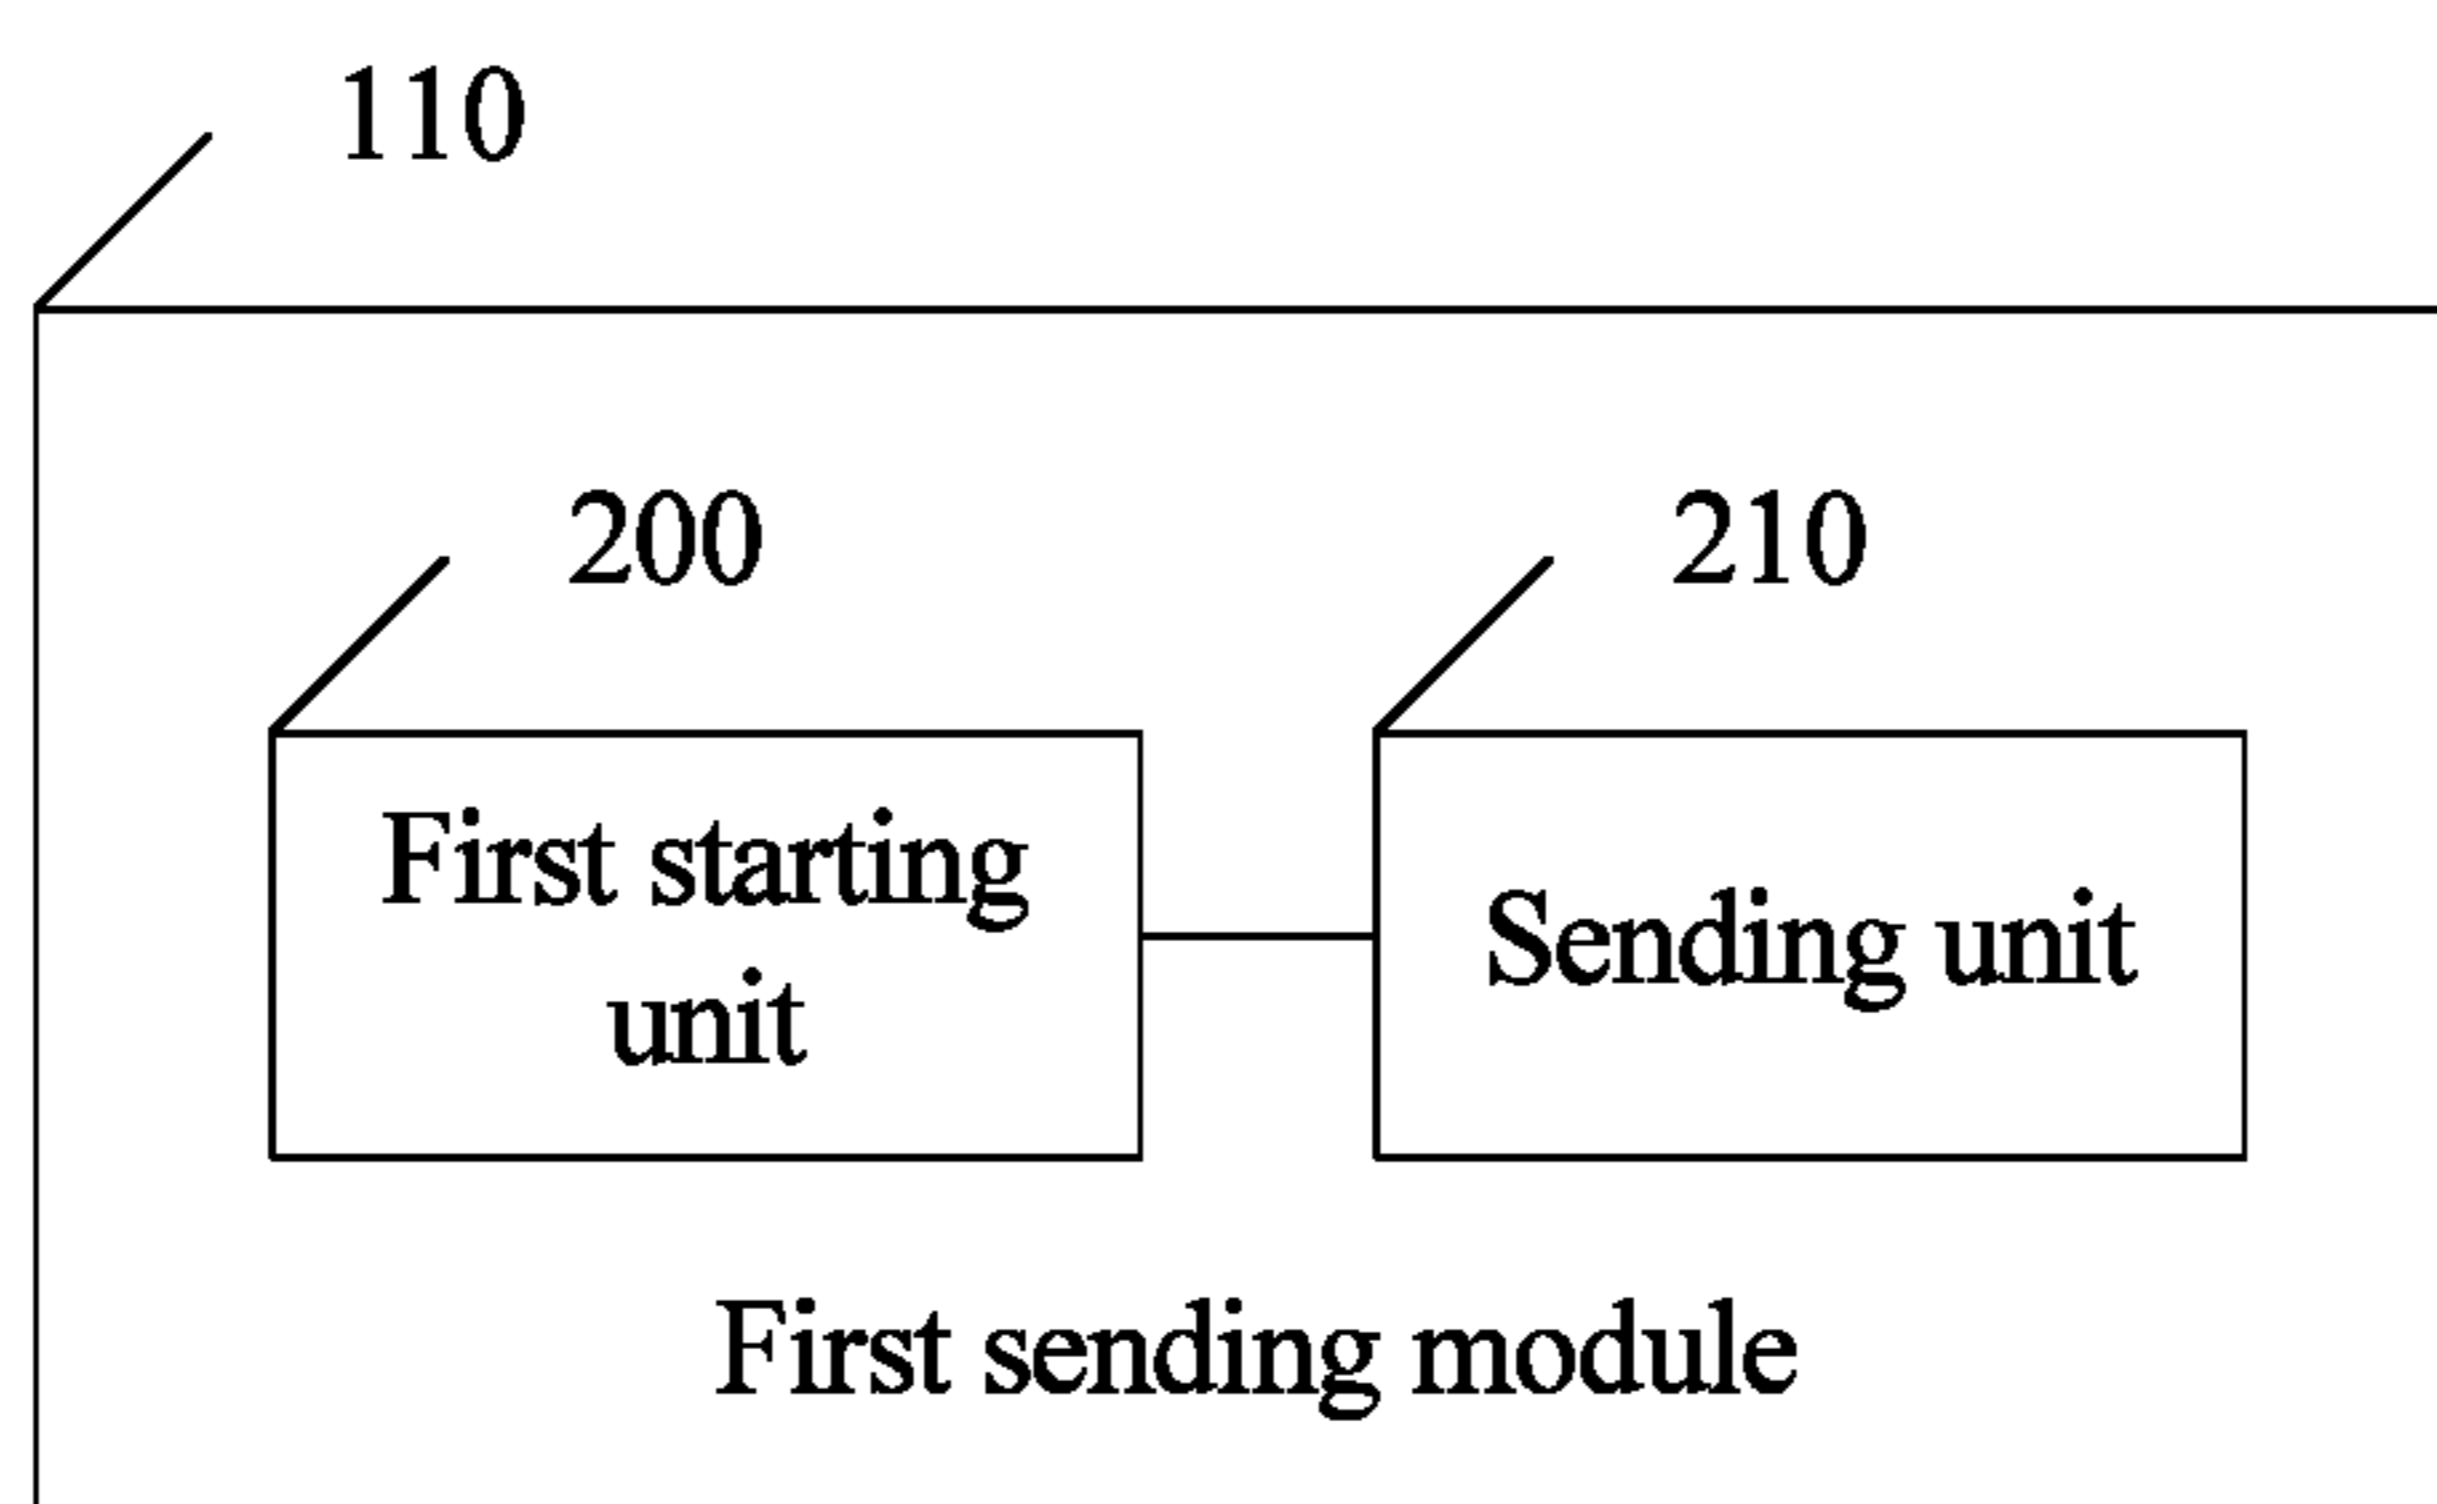 110
200
210
First starting
unit
Sending unit
First sending module